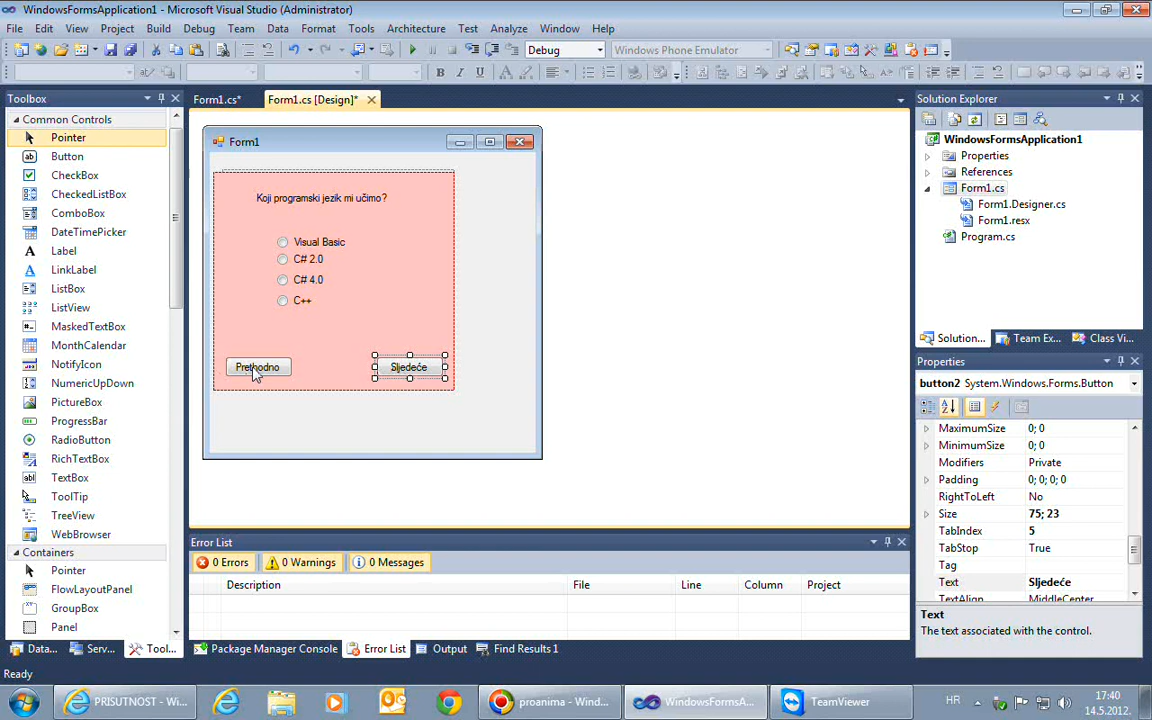 WindowsFormsApplication1 - Microsoft Visual Studio (Administrator)
File Edit View Project Build Debug Team Data Format Tools Architecture Test Analyze Window Help
Debug Windows Phone Emulator
Toolbox
Common Controls
Pointer
Button
CheckBox
CheckedListBox
ComboBox
DateTimePicker
Label
LinkLabel
ListBox
ListView
MaskedTextBox
MonthCalendar
NotifyIcon
NumericUpDown
PictureBox
ProgressBar
RadioButton
RichTextBox
TextBox
ToolTip
TreeView
WebBrowser
Containers
Pointer
FlowLayoutPanel
GroupBox
Panel
Data... Serv... Tool...
Form1.cs* Form1.cs [Design]*
Form1
Koji programski jezik mi učimo?
Visual Basic
C# 2.0
C# 4.0
C++
Prethodno Sljedeće
Error List
0 Errors 0 Warnings 0 Messages
Description File Line Column Project
Package Manager Console Error List Output Find Results 1
Solution Explorer
WindowsFormsApplication1
Properties
References
Form1.cs
Form1.Designer.cs
Form1.resx
Program.cs
Solution... Team Ex... Class Vi...
Properties
button2 System.Windows.Forms.Button
MaximumSize 0; 0
MinimumSize 0; 0
Modifiers Private
Padding 0; 0; 0; 0
RightToLeft No
Size 75; 23
TabIndex 5
TabStop True
Tag
Text Sljedeće
TextAlign MiddleCenter
Text
The text associated with the control.
Ready
PRISUTNOST - Wi... proanima - Wind... WindowsFormsA... TeamViewer HR 17:40
14.5.2012.